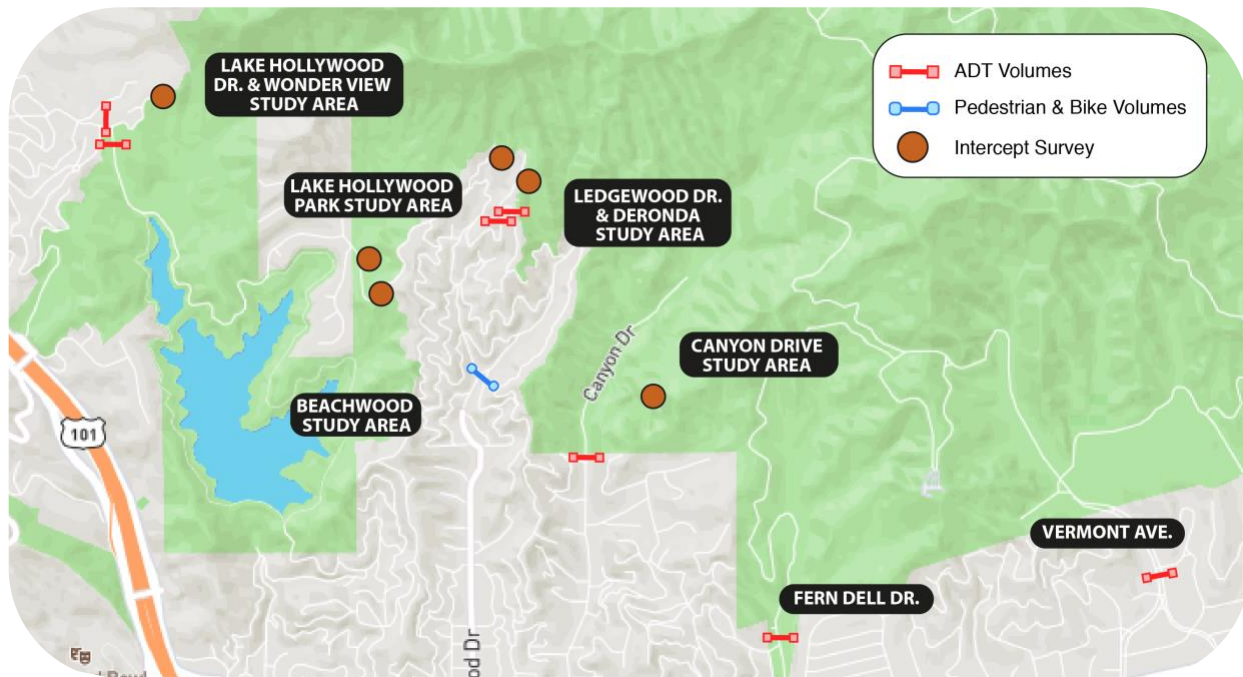 LAKE HOLLYWOOD
DR. & WONDER VIEW
STUDY AREA
ADT Volumes
Pedestrian & Bike Volumes
Intercept Survey
LAKE HOLLYWOOD
PARK STUDY AREA
LEDGEWOOD DR.
& DERONDA
STUDY AREA
Canyon Dr
CANYON DRIVE
STUDY AREA
BEACHWOOD
STUDY AREA
101
VERMONT AVE.
FERN DELL DR.
od Dr